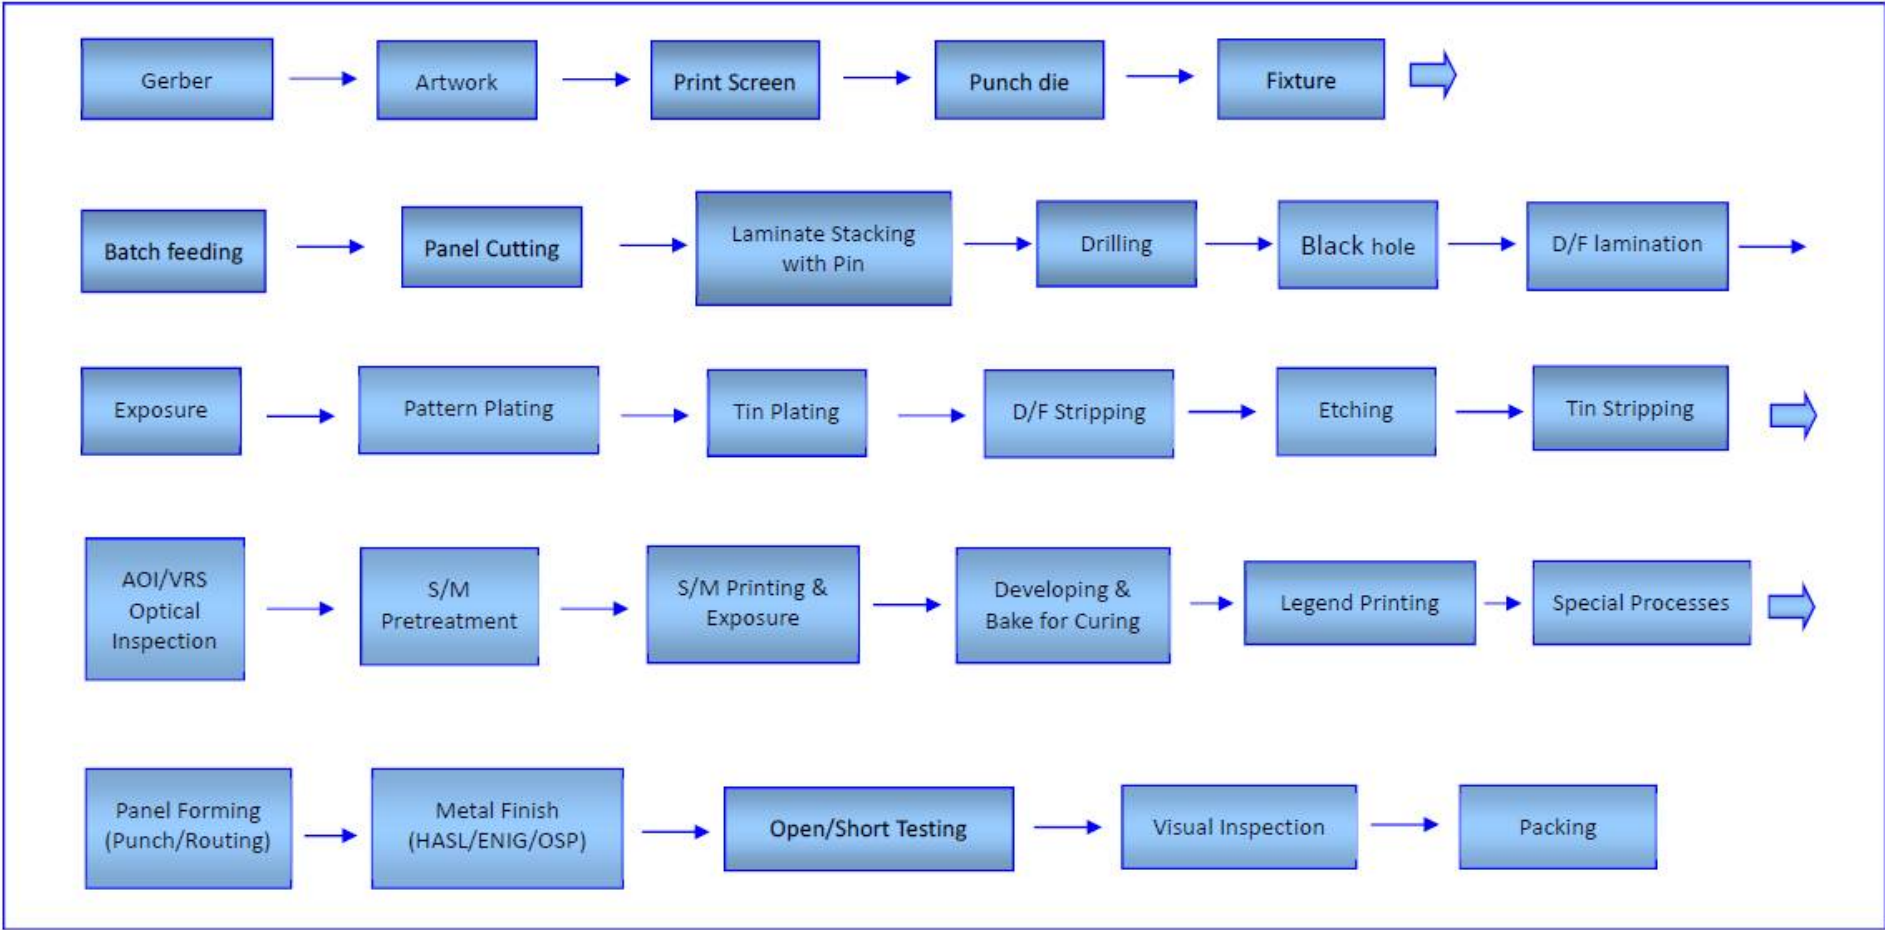 Gerber
Artwork
Print Screen
Punch die
Fixture
Batch feeding
Panel Cutting
Laminate Stacking
with Pin
Drilling
Black hole
D/F lamination
Exposure
Pattern Plating
Tin Plating
D/F Stripping
Etching
Tin Stripping
AOI/VRS
Optical
Inspection
S/M
Pretreatment
S/M Printing &
Exposure
Developing &
Bake for Curing
Legend Printing
Special Processes
Panel Forming
(Punch/Routing)
Metal Finish
(HASL/ENIG/OSP)
Open/Short Testing
Visual Inspection
Packing